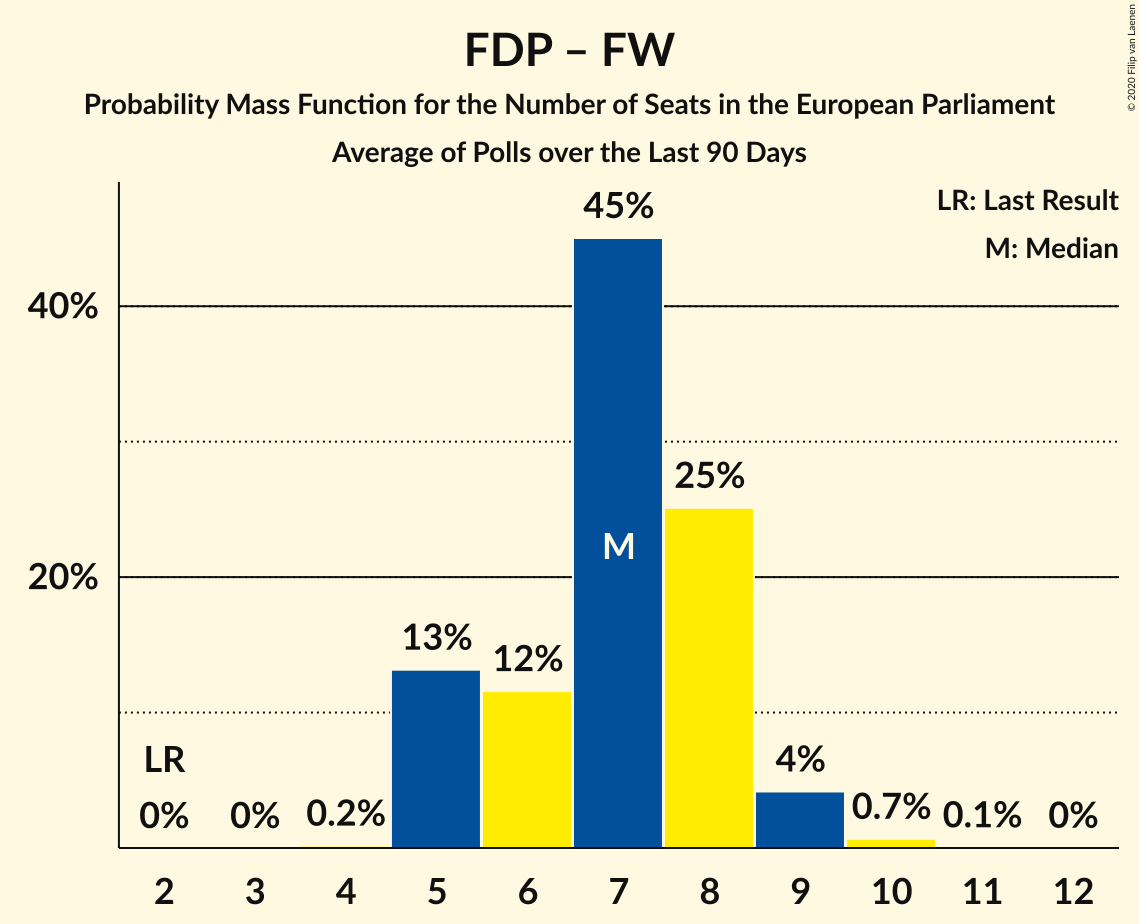 FDP – FW
Probability Mass Function for the Number of Seats in the European Parliament
Average of Polls over the Last 90 Days
© 2020 Filip van Laenen
LR: Last Result
M: Median
45%
40%
25%
M
20%
13%
12%
LR
0%
0%
0.2%
4%
0.7%
0.1%
0%
2 3 4 5 6 7 8 9 10 11 12